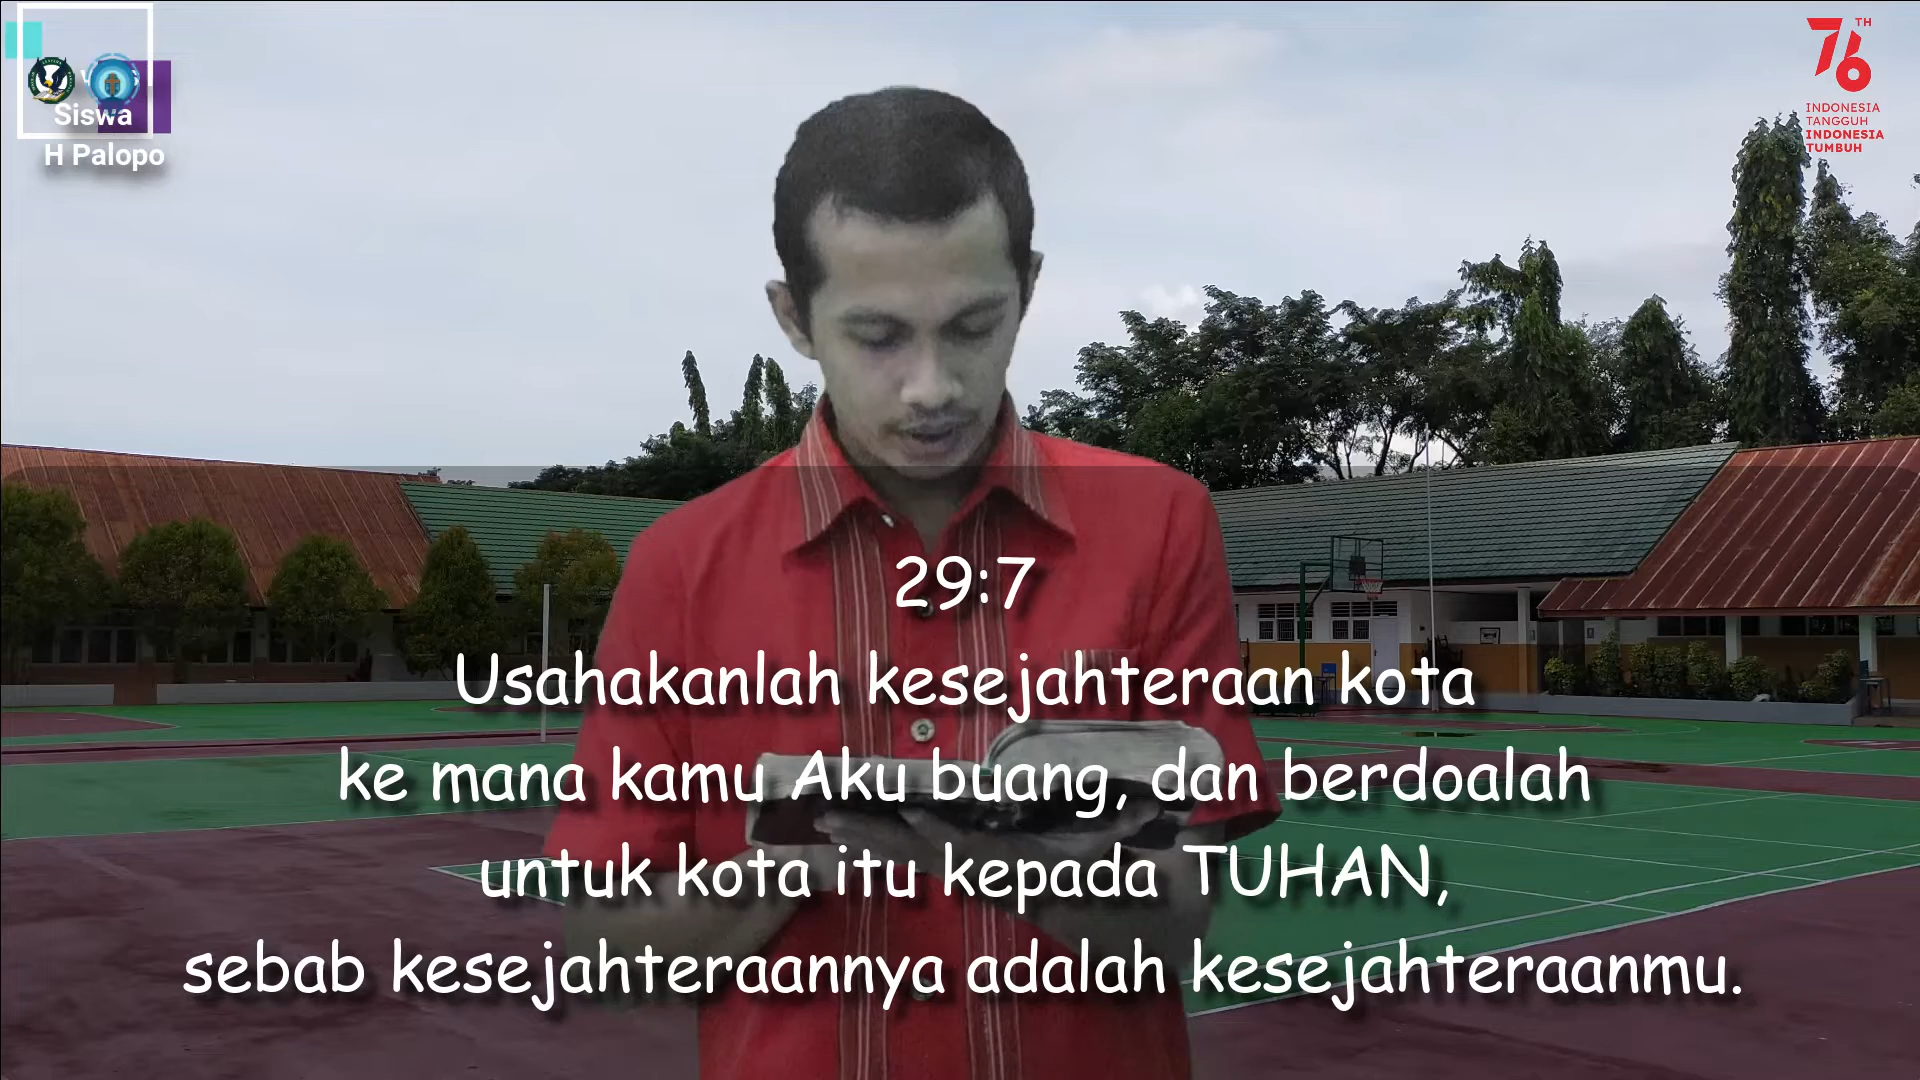 Siswa
H Palopo
76 TH
INDONESIA
TANGGUH
INDONESIA
TUMBUH
29:7
Usahakanlah kesejahteraan kota
ke mana kamu Aku buang, dan berdoalah
untuk kota itu kepada TUHAN,
sebab kesejahteraannya adalah kesejahteraanmu.